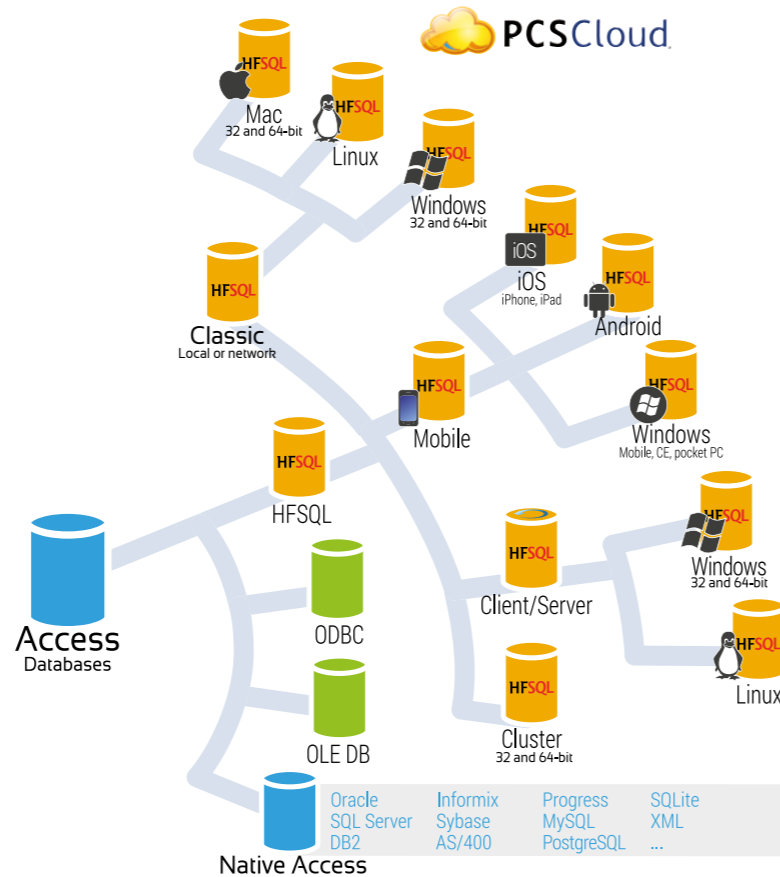 PCSCloud
HFSQL
Mac
32 and 64-bit
HFSQL
Linux
HFSQL
Windows
32 and 64-bit
HFSQL
iOS
iOS
iPhone, iPad
HFSQL
Android
HFSQL
Classic
Local or network
HFSQL
Mobile
HFSQL
Windows
Mobile, CE, pocket PC
HFSQL
HFSQL
HFSQL
Windows
32 and 64-bit
HFSQL
Client/Server
Access
Databases
ODBC
HFSQL
Linux
OLE DB
HFSQL
Cluster
32 and 64-bit
Oracle Informix Progress SQLite
SQL Server Sybase MySQL XML
DB2 AS/400 PostgreSQL ...
Native Access